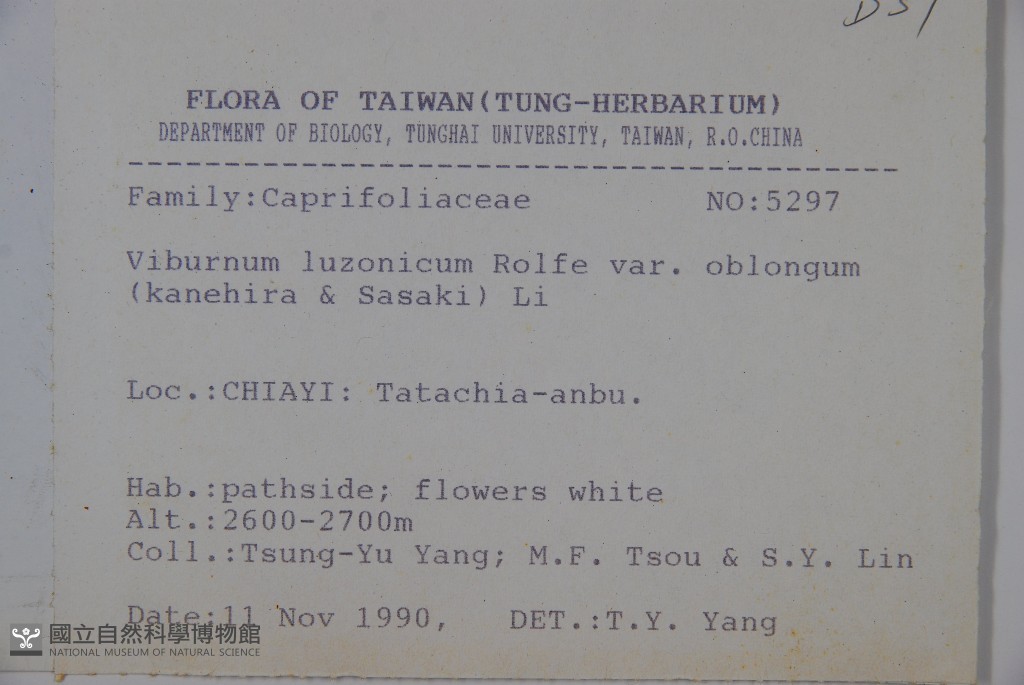 FLORA OF TAIWAN(TUNG-HERBARIUM)
DEPARTMENT OF BIOLOGY, TUNGHAI UNIVERSITY, TAIWAN, R.O.CHINA
----------------------------------------
Family:Caprifoliaceae NO:5297
Viburnum luzonicum Rolfe var. oblongum
(kanehira & Sasaki) Li
Loc.:CHIAYI: Tatachia-anbu.
Hab.:pathside; flowers white
Alt.:2600-2700m
Coll.:Tsung-Yu Yang; M.F. Tsou & S.Y. Lin
Date:11 Nov 1990, DET.:T.Y. Yang
國立自然科學博物館
NATIONAL MUSEUM OF NATURAL SCIENCE